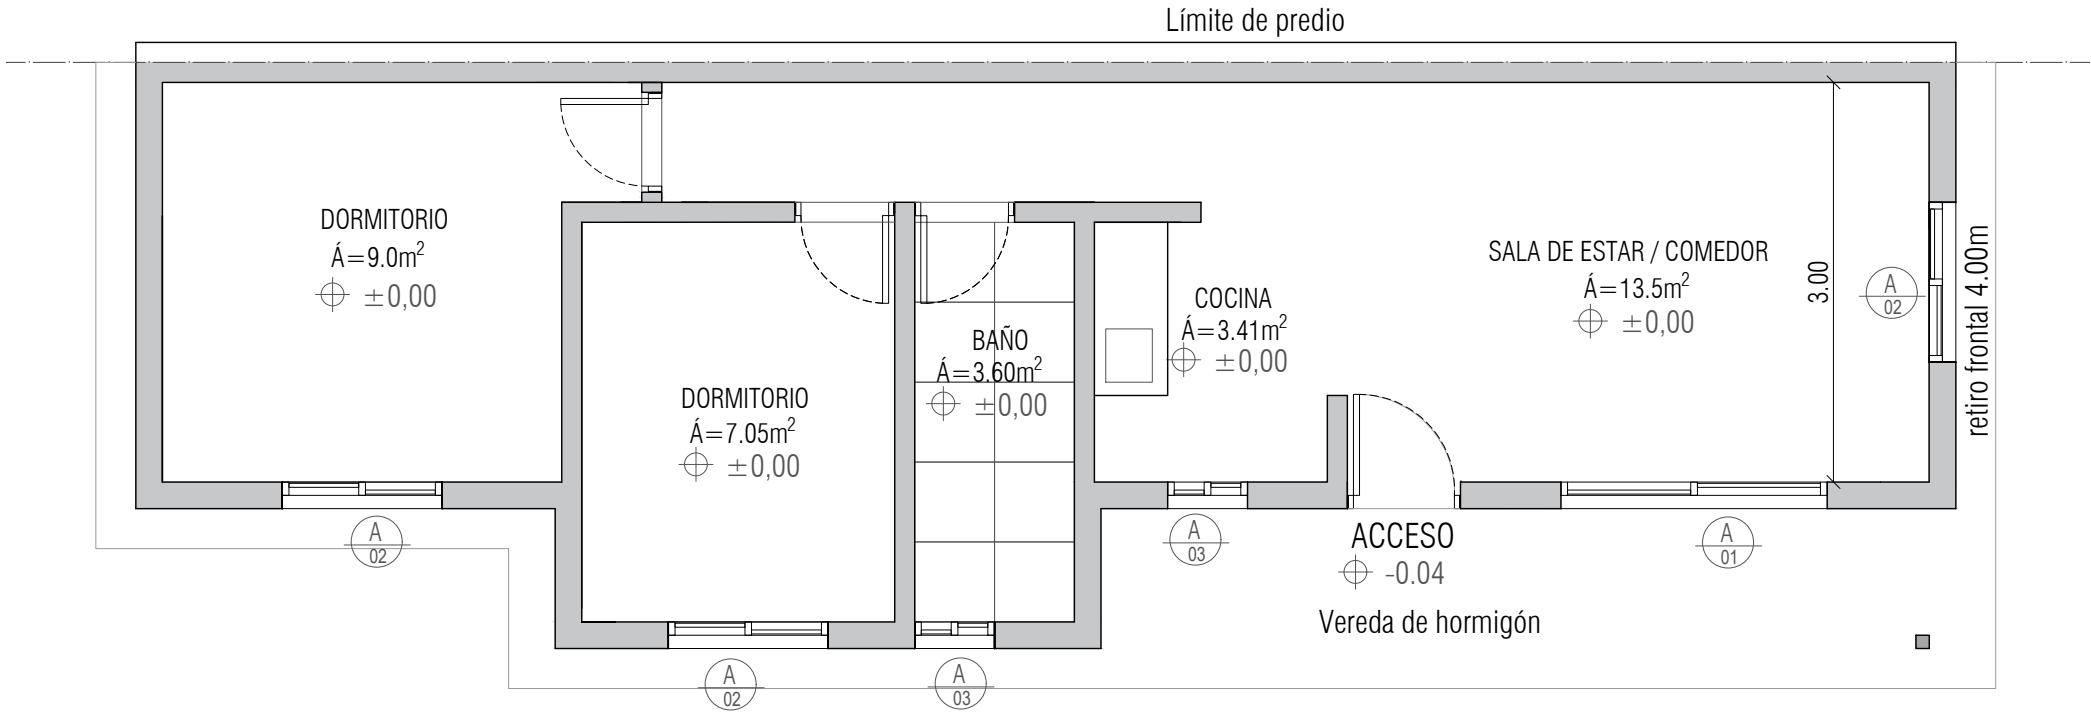 Límite de predio
DORMITORIO
Á=9.0m²
±0,00
DORMITORIO
Á=7.05m²
±0,00
BAÑO
Á=3.60m²
±0,00
COCINA
Á=3.41m²
±0,00
SALA DE ESTAR / COMEDOR
Á=13.5m²
±0,00
3.00
A
02
retiro frontal 4.00m
A
02
A
03
ACCESO
-0.04
A
01
Vereda de hormigón
A
02
A
03